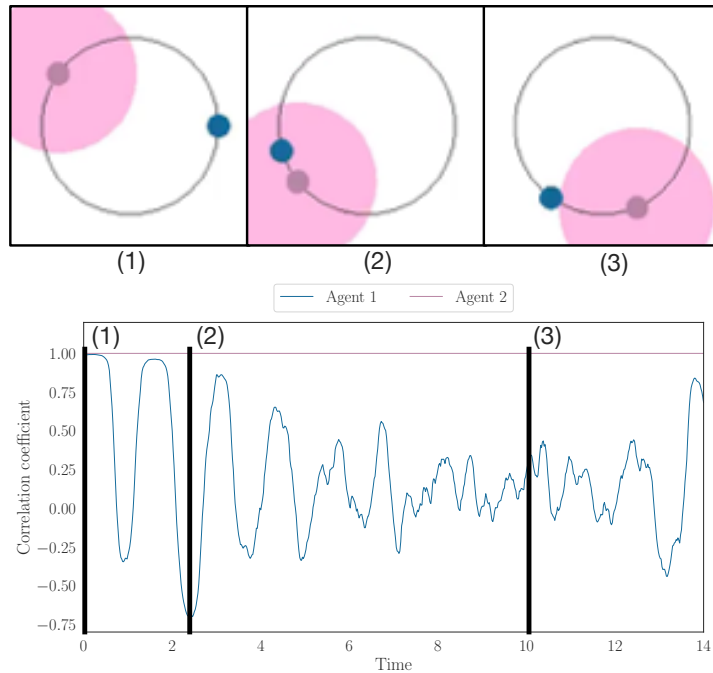 (1) (2) (3)
Agent 1 Agent 2
(1) (2) (3)
1.00
0.75
0.50
0.25
0.00
−0.25
−0.50
−0.75
Correlation coefficient
0 2 4 6 8 10 12 14
Time